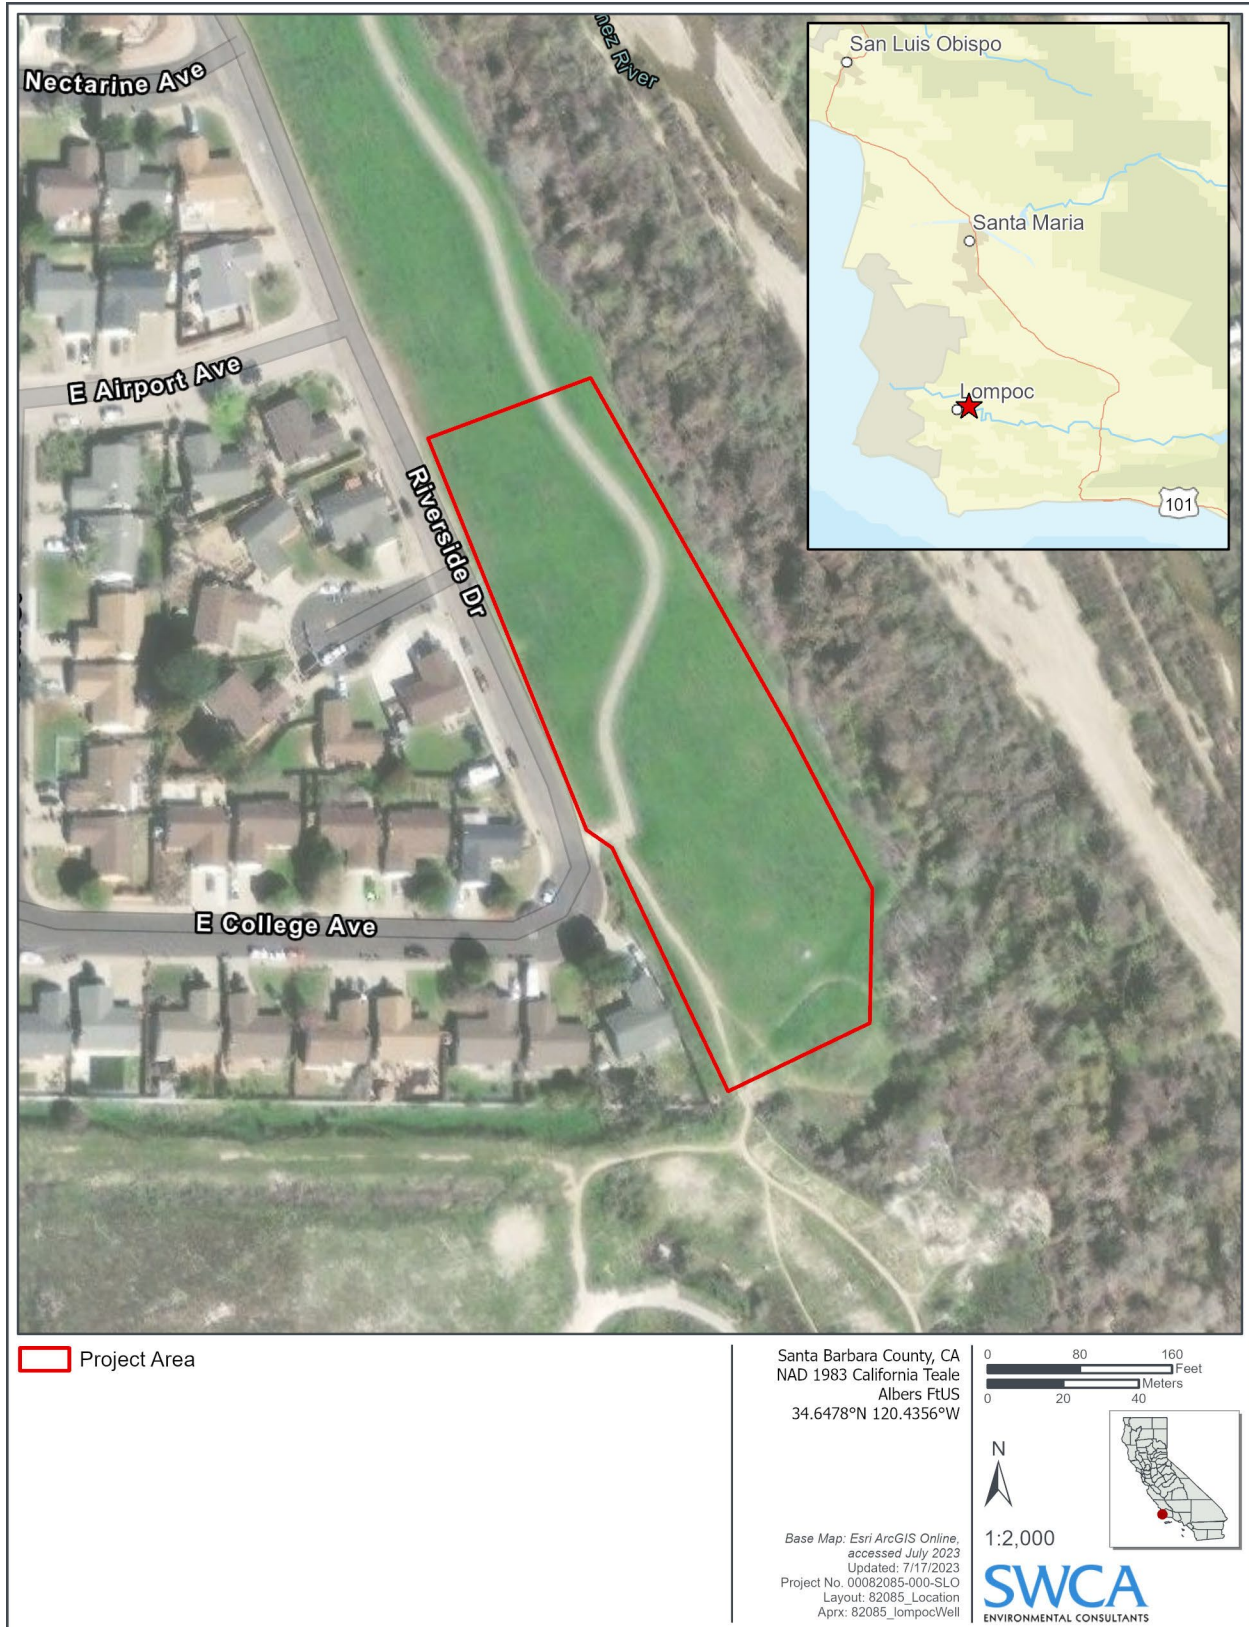 Nectarine Ave
nez River
E Airport Ave
Riverside Dr
E College Ave
San Luis Obispo
Santa Maria
Lompoc
101
Project Area
Santa Barbara County, CA
NAD 1983 California Teale
Albers FtUS
34.6478°N 120.4356°W
Base Map: Esri ArcGIS Online,
accessed July 2023
Updated: 7/17/2023
Project No. 00082085-000-SLO
Layout: 82085_Location
Aprx: 82085_lompocWell
0 80 160
Feet
Meters
0 20 40
N
1:2,000
SWCA
ENVIRONMENTAL CONSULTANTS